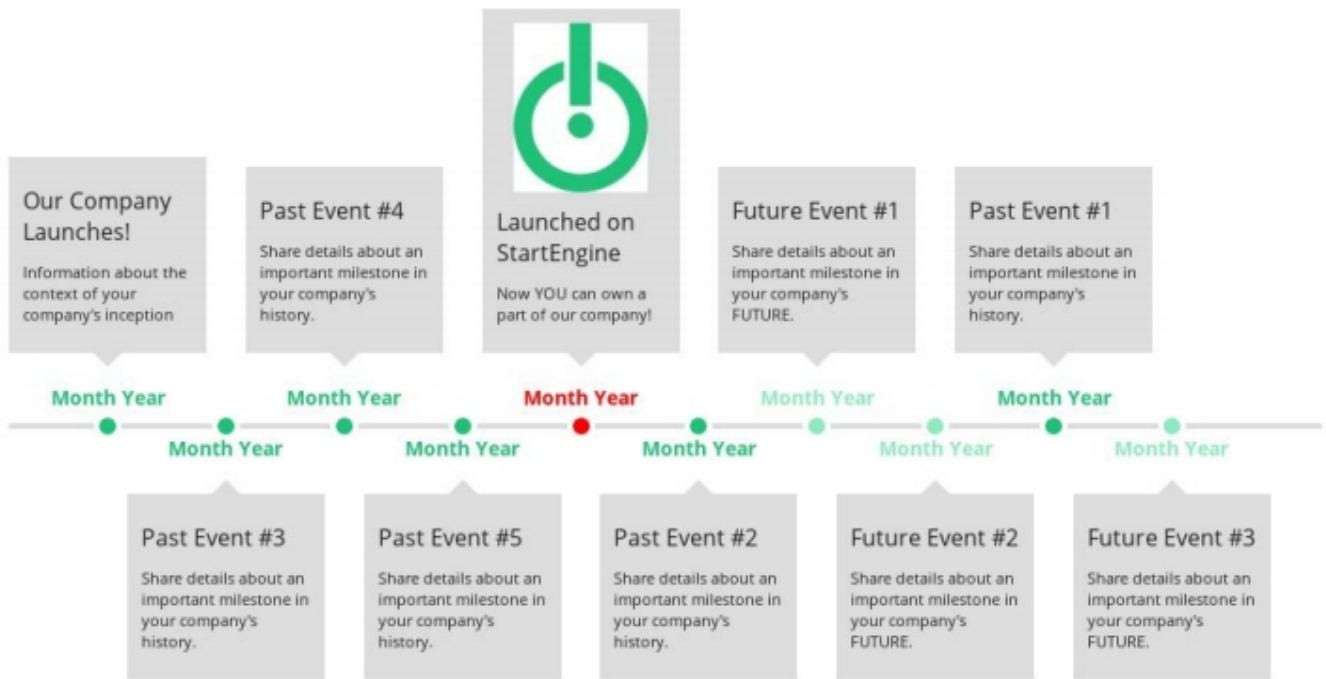 Our Company
Launches!
Information about the
context of your
company's inception
Past Event #4
Share details about an
important milestone in
your company's
history.
Launched on
StartEngine
Now YOU can own a
part of our company!
Future Event #1
Share details about an
important milestone in
your company's
FUTURE.
Past Event #1
Share details about an
important milestone in
your company's
history.
Month Year
Month Year
Month Year
Month Year
Month Year
Month Year
Month Year
Month Year
Month Year
Month Year
Past Event #3
Share details about an
important milestone in
your company's
history.
Past Event #5
Share details about an
important milestone in
your company's
history.
Past Event #2
Share details about an
important milestone in
your company's
history.
Future Event #2
Share details about an
important milestone in
your company's
FUTURE.
Future Event #3
Share details about an
important milestone in
your company's
FUTURE.